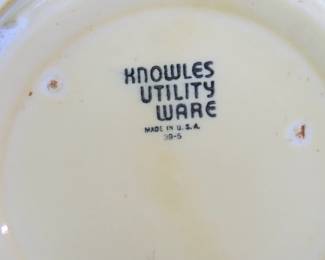 KNOWLES
UTILITY
WARE
MADE IN U.S.A.
39-5